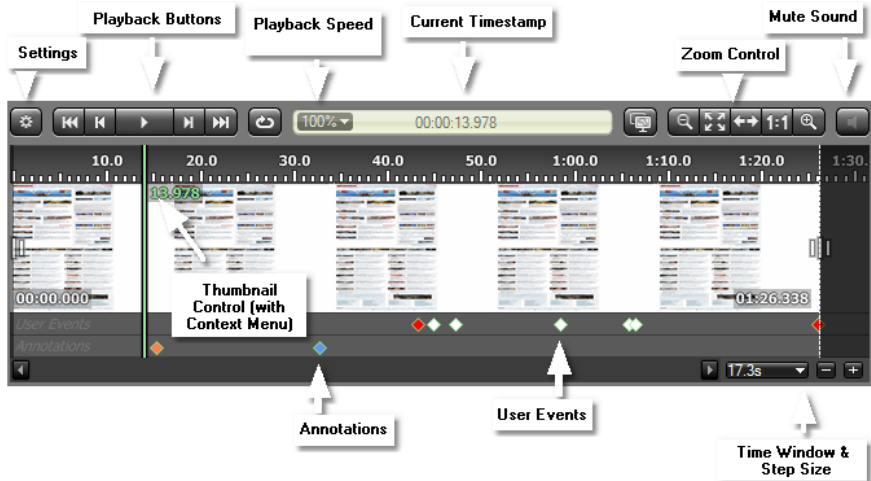 Playback Buttons
Playback Speed
Current Timestamp
Mute Sound
Settings
Zoom Control
100%
00:00:13.978
1:1
10.0 20.0 30.0 40.0 50.0 1:00.0 1:10.0 1:20.0 1:30.
13.978
Thumbnail
Control (with
Context Menu)
00:00.000
01:26.338
User Events
Annotations
17.3s
Annotations
User Events
Time Window &
Step Size